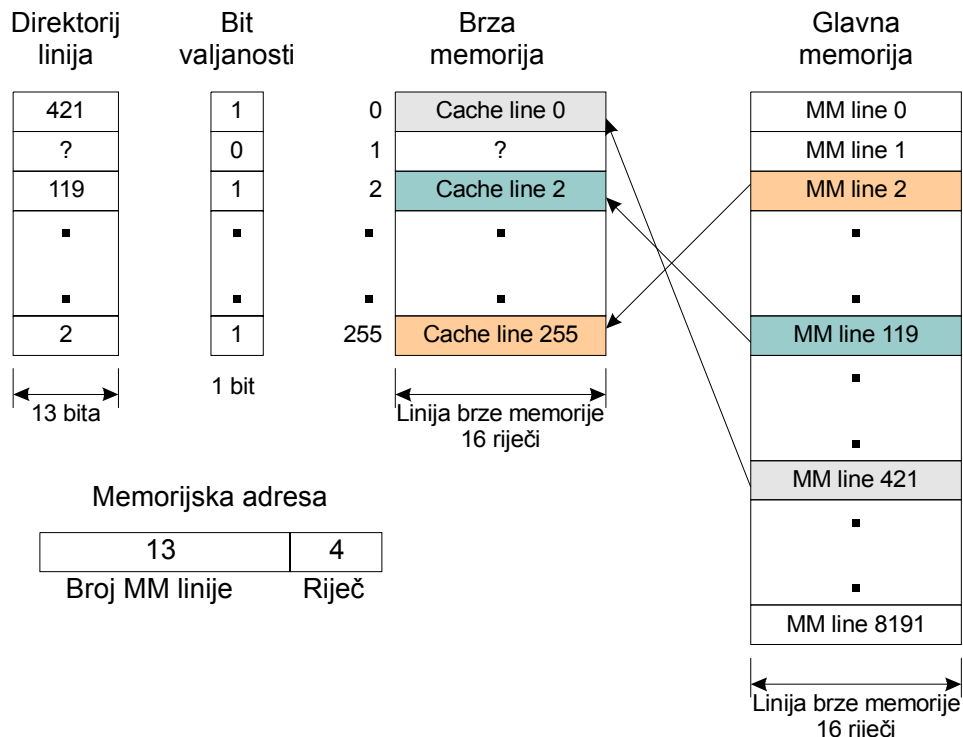 Direktorij
linija
421
?
119
2
13 bita
Bit
valjanosti
1
0
1
1
1 bit
Brza
memorija
0 Cache line 0
1 ?
2 Cache line 2
255 Cache line 255
Linija brze memorije
16 riječi
Glavna
memorija
MM line 0
MM line 1
MM line 2
MM line 119
MM line 421
MM line 8191
Linija brze memorije
16 riječi
Memorijska adresa
13 4
Broj MM linije Riječ